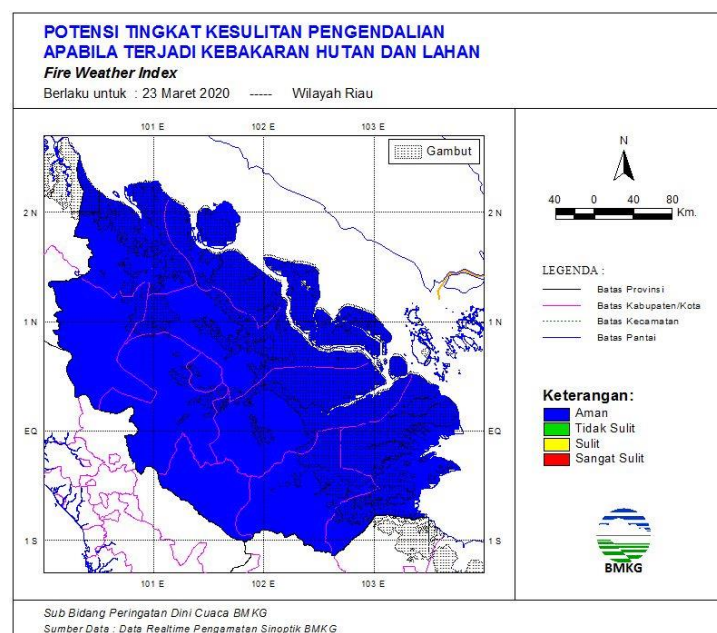 POTENSI TINGKAT KESULITAN PENGENDALIAN
APABILA TERJADI KEBAKARAN HUTAN DAN LAHAN
Fire Weather Index
Berlaku untuk : 23 Maret 2020 ----- Wilayah Riau
101 E 102 E 103 E
Gambut
2 N 2 N
1 N 1 N
EQ EQ
1 S 1 S
101 E 102 E 103 E
N
40 0 40 80
Km.
LEGENDA :
Batas Provinsi
Batas Kabupaten/Kota
Batas Kecamatan
Batas Pantai
Keterangan:
Aman
Tidak Sulit
Sulit
Sangat Sulit
BMKG
Sub Bidang Peringatan Dini Cuaca BMKG
Sumber Data : Data Realtime Pengamatan Sinoptik BMKG